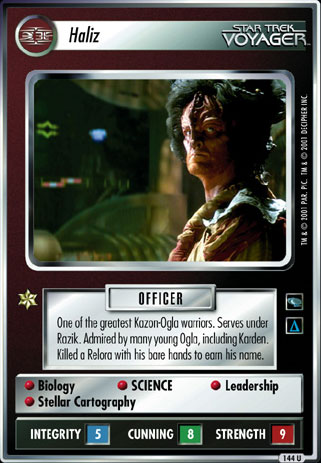 Haliz
STAR TREK
VOYAGER™
TM & © 2001 PAR. PIC. TM & © 2001 DECIPHER INC.
OFFICER
One of the greatest Kazon-Ogla warriors. Serves under
Razik. Admired by many young Ogla, including Karden.
Killed a Relora with his bare hands to earn his name.
Biology SCIENCE Leadership
Stellar Cartography
INTEGRITY 5 CUNNING 8 STRENGTH 9
144 U